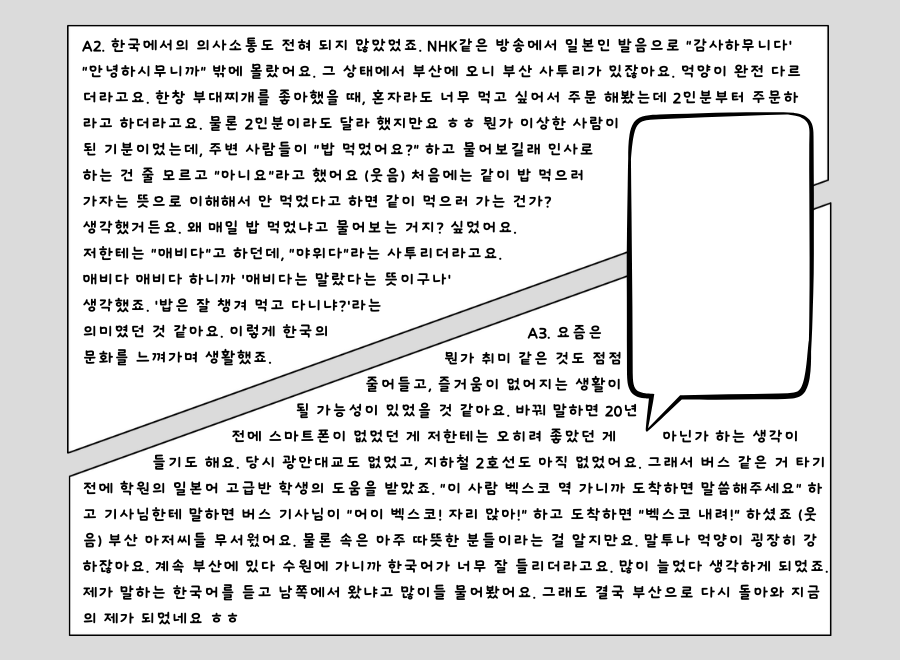 A2. 한국에서의 의사소통도 전혀 되지 않았었죠. NHK같은 방송에서 일본인 발음으로 "감사하무니다'
"안녕하시무니까" 밖에 몰랐어요. 그 상태에서 부산에 오니 부산 사투리가 있잖아요. 억양이 완전 다르
더라고요. 한창 부대찌개를 좋아했을 때, 혼자라도 너무 먹고 싶어서 주문 해봤는데 2인분부터 주문하
라고 하더라고요. 물론 2인분이라도 달라 했지만요 ㅎㅎ 뭔가 이상한 사람이
된 기분이었는데, 주변 사람들이 "밥 먹었어요?" 하고 물어보길래 인사로
하는 건 줄 모르고 "아니요"라고 했어요 (웃음) 처음에는 같이 밥 먹으러
가자는 뜻으로 이해해서 안 먹었다고 하면 같이 먹으러 가는 건가?
생각했거든요. 왜 매일 밥 먹었냐고 물어보는 거지? 싶었어요.
저한테는 "애비다"고 하던데, "야위다"라는 사투리더라고요.
애비다 애비다 하니까 '애비다는 말랐다는 뜻이구나'
생각했죠. '밥은 잘 챙겨 먹고 다니냐?'라는
의미였던 것 같아요. 이렇게 한국의
문화를 느껴가며 생활했죠.
A3. 요즘은
뭔가 취미 같은 것도 점점
줄어들고, 즐거움이 없어지는 생활이
될 가능성이 있었을 것 같아요. 바꿔 말하면 20년
전에 스마트폰이 없었던 게 저한테는 오히려 좋았던 게 아닌가 하는 생각이
들기도 해요. 당시 광안대교도 없었고, 지하철 2호선도 아직 없었어요. 그래서 버스 같은 거 타기
전에 학원의 일본어 고급반 학생의 도움을 받았죠. "이 사람 벡스코 역 가니까 도착하면 말씀해주세요" 하
고 기사님한테 말하면 버스 기사님이 "어이 벡스코! 자리 앉아!" 하고 도착하면 "벡스코 내려!" 하셨죠 (웃
음) 부산 아저씨들 무서웠어요. 물론 속은 아주 따뜻한 분들이라는 걸 알지만요. 말투나 억양이 굉장히 강
하잖아요. 계속 부산에 있다 수원에 가니까 한국어가 너무 잘 들리더라고요. 많이 늘었다 생각하게 되었죠.
제가 말하는 한국어를 듣고 남쪽에서 왔냐고 많이들 물어봤어요. 그래도 결국 부산으로 다시 돌아와 지금
의 제가 되었네요 ㅎㅎ